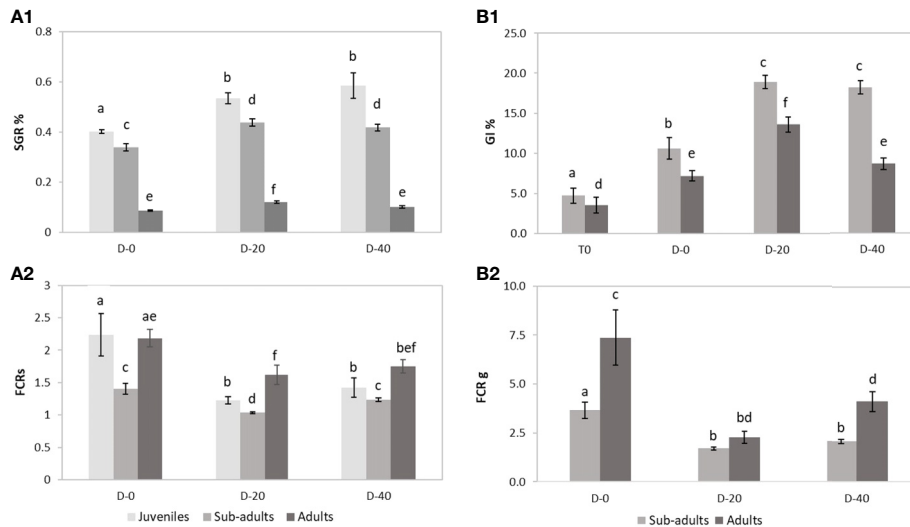 A1
0.8
0.6
0.4
0.2
0
SGR %
a
c
e
b
d
f
b
d
e
D-0
D-20
D-40
B1
25.0
20.0
15.0
10.0
5.0
0.0
GI %
a
d
b
e
c
f
c
e
T0
D-0
D-20
D-40
A2
3
2.5
2
1.5
1
0.5
0
FCRs
a
c
ae
b
d
f
b
c
bef
D-0
D-20
D-40
Juveniles Sub-adults Adults
B2
10.0
7.5
5.0
2.5
0.0
FCR g
a
c
b
bd
b
d
D-0
D-20
D-40
Sub-adults Adults